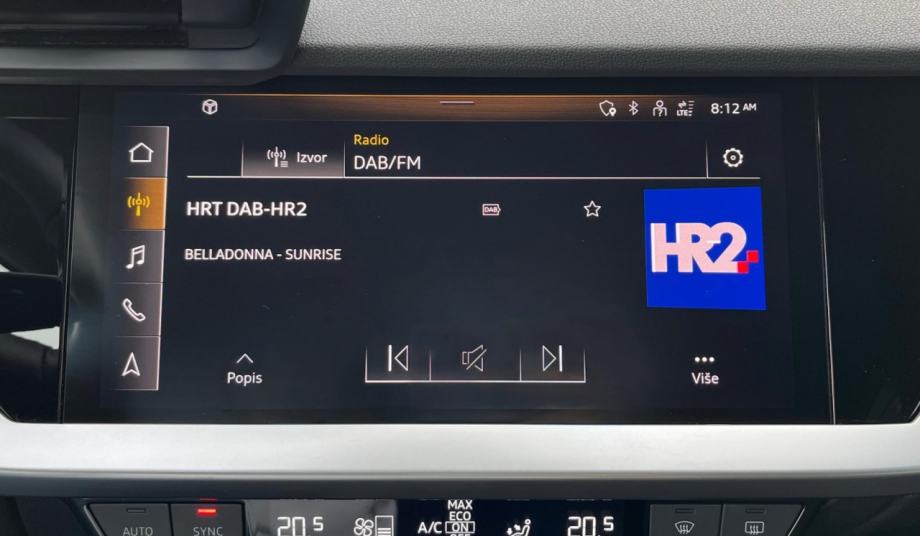 LTE
8:12 AM
Izvor
Radio
DAB/FM
HRT DAB-HR2
DAB
HR2
BELLADONNA - SUNRISE
Popis
Više
AUTO
SYNC
20.5
A/C
MAX
ECO
ON
20.5